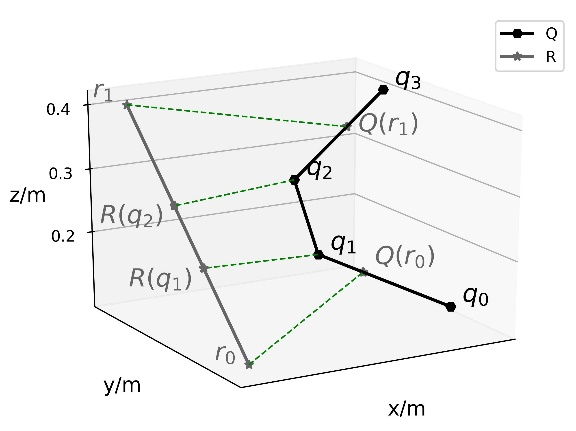 Q
R
q₃
r₁
0.4
Q(r₁)
0.3
q₂
z/m
R(q₂)
0.2
q₁
Q(r₀)
R(q₁)
q₀
r₀
y/m
x/m